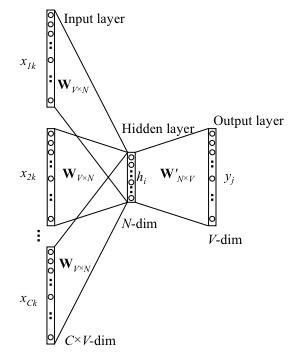 Input layer
x1k
WV×N
Hidden layer
Output layer
x2k
WV×N
hi
W'N×V
yj
N-dim
V-dim
WV×N
xCk
C×V-dim